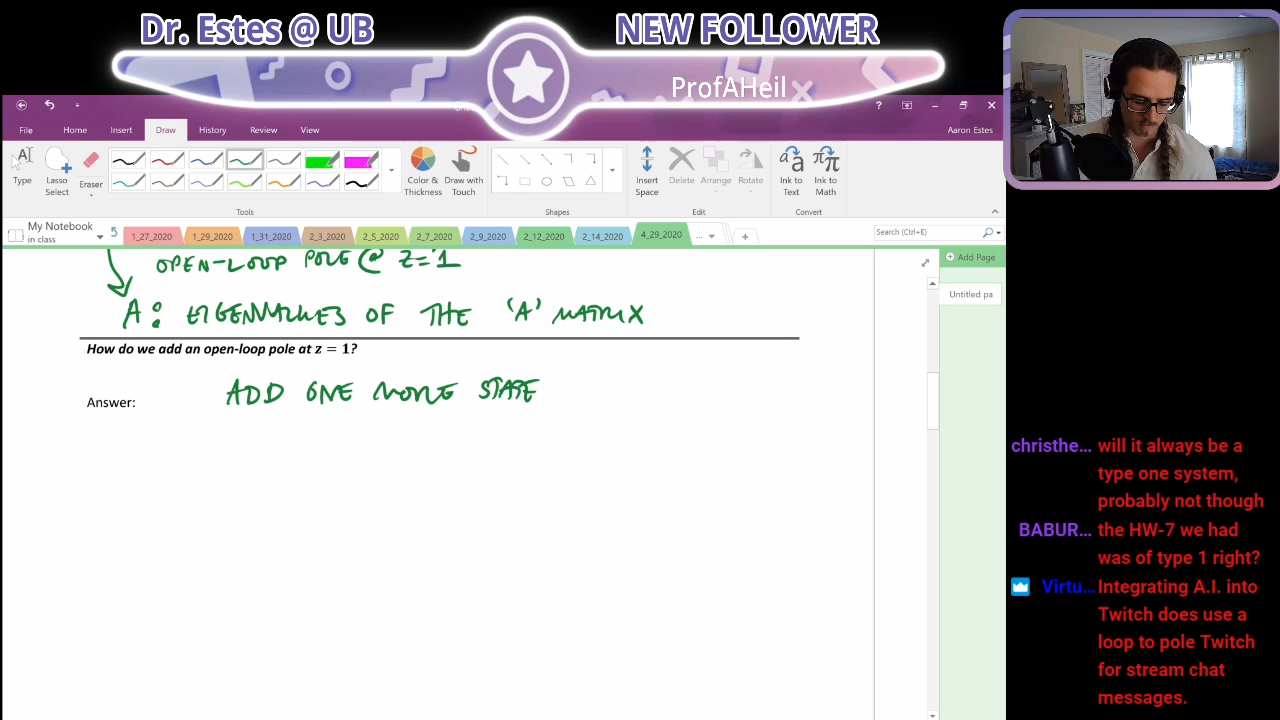 Dr. Estes @ UB
NEW FOLLOWER
ProfAHeil
File Home Insert Draw History Review View
Aaron Estes
Type
Lasso Select
Eraser
Color & Thickness
Draw with Touch
Insert Space
Delete
Arrange
Rotate
Ink to Text
Ink to Math
Tools
Shapes
Edit
Convert
My Notebook
in class
1_27_2020 1_29_2020 1_31_2020 2_3_2020 2_5_2020 2_7_2020 2_9_2020 2_12_2020 2_14_2020 4_29_2020 ...
Search (Ctrl+E)
Add Page
Untitled pa
OPEN-LOOP POLE @ Z=1
A: EIGENVALUES OF THE 'A' MATRIX
How do we add an open-loop pole at z = 1?
Answer:
ADD ONE MORE STATE
christhe... will it always be a
type one system,
probably not though
BABUR... the HW-7 we had
was of type 1 right?
Virtu... Integrating A.I. into
Twitch does use a
loop to pole Twitch
for stream chat
messages.